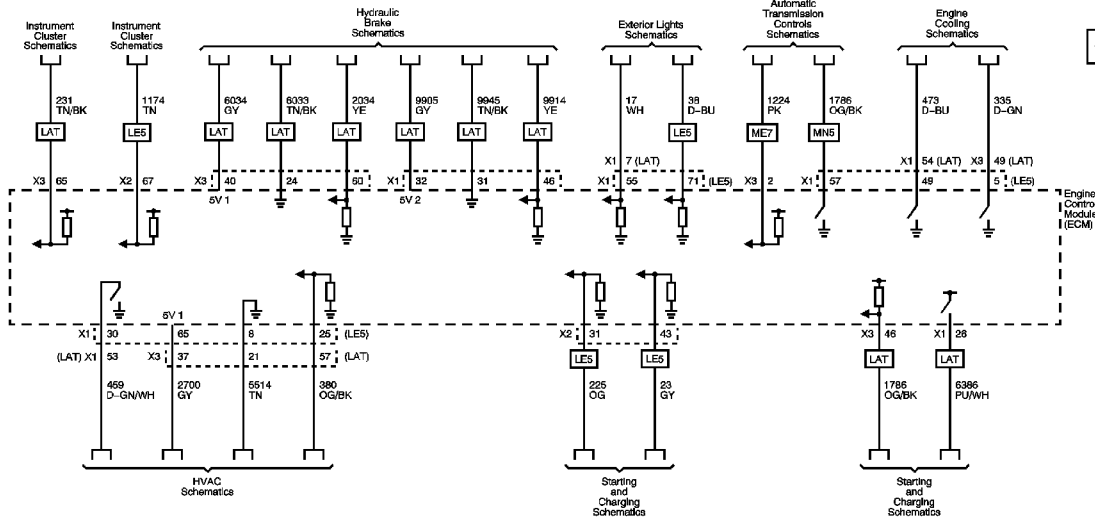 Instrument
Cluster
Schematics
Instrument
Cluster
Schematics
Hydraulic
Brake
Schematics
Exterior Lights
Schematics
Automatic
Transmission
Controls
Schematics
Engine
Cooling
Schematics
231
TN/BK
1174
TN
6034
GY
6033
TN/BK
2034
YE
9905
GY
9945
TN/BK
9914
YE
17
WH
38
D-BU
1224
PK
1786
OG/BK
473
D-BU
335
D-GN
LAT LE5 LAT LAT LAT LAT LAT LAT LE5 ME7 MN5
X1 7 (LAT) X1 54 (LAT) X3 49 (LAT)
X3 65 X2 67 X3 40 24 60 X1 32 31 46 X1 55 71 (LE5) X3 2 X1 57 49 5 (LE5)
5V 1 5V 2
Engine
Control
Module
(ECM)
5V 1
X1 30 65 6 25 (LE5) X2 31 43 X3 46 X1 26
(LAT) X1 53 X3 37 21 57 (LAT) LE5 LE5 LAT LAT
459
D-GN/WH
2700
GY
5514
TN
380
OG/BK
225
OG
23
GY
1786
OG/BK
6386
PU/WH
HVAC
Schematics
Starting
and
Charging
Schematics
Starting
and
Charging
Schematics